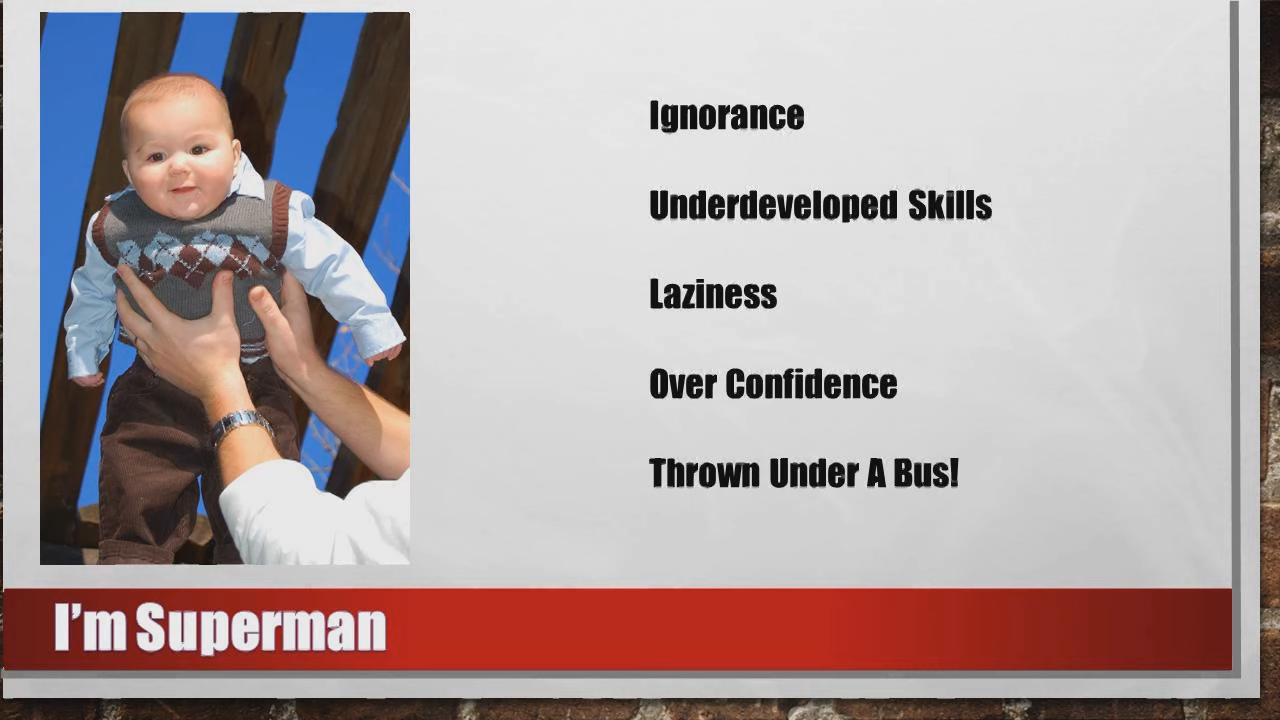 Ignorance
Underdeveloped Skills
Laziness
Over Confidence
Thrown Under A Bus!
I'm Superman